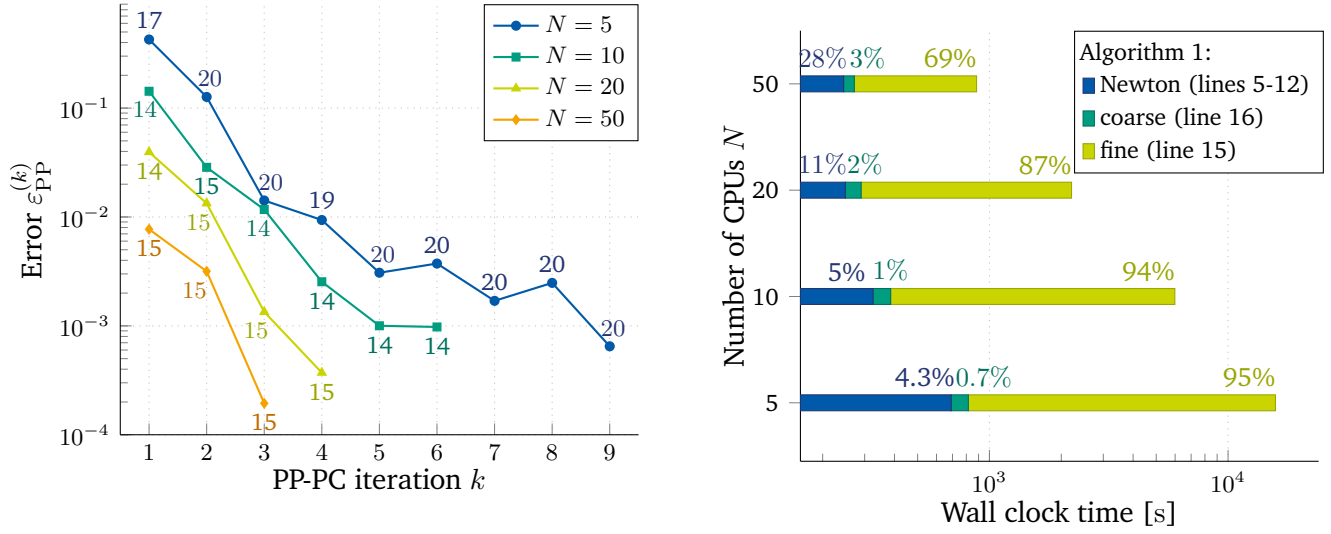 Error ε_PP^(k)
10^−1
10^−2
10^−3
10^−4
17
20
20
19
20
20
20
20
20
14
15
14
14
14
14
14
15
15
15
15
15
15
N = 5
N = 10
N = 20
N = 50
1 2 3 4 5 6 7 8 9
PP-PC iteration k
Number of CPUs N
50
20
10
5
28% 3% 69%
11% 2% 87%
5% 1% 94%
4.3% 0.7% 95%
Algorithm 1:
Newton (lines 5-12)
coarse (line 16)
fine (line 15)
10^3 10^4
Wall clock time [s]